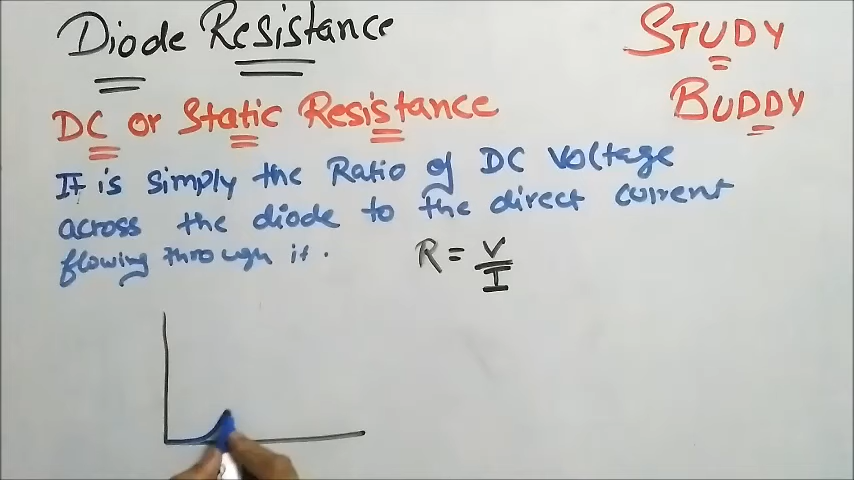 Diode Resistance
STUDY
BUDDY
DC or Static Resistance
It is simply the Ratio of DC Voltage
across the diode to the direct current
flowing through it.
R = V/I